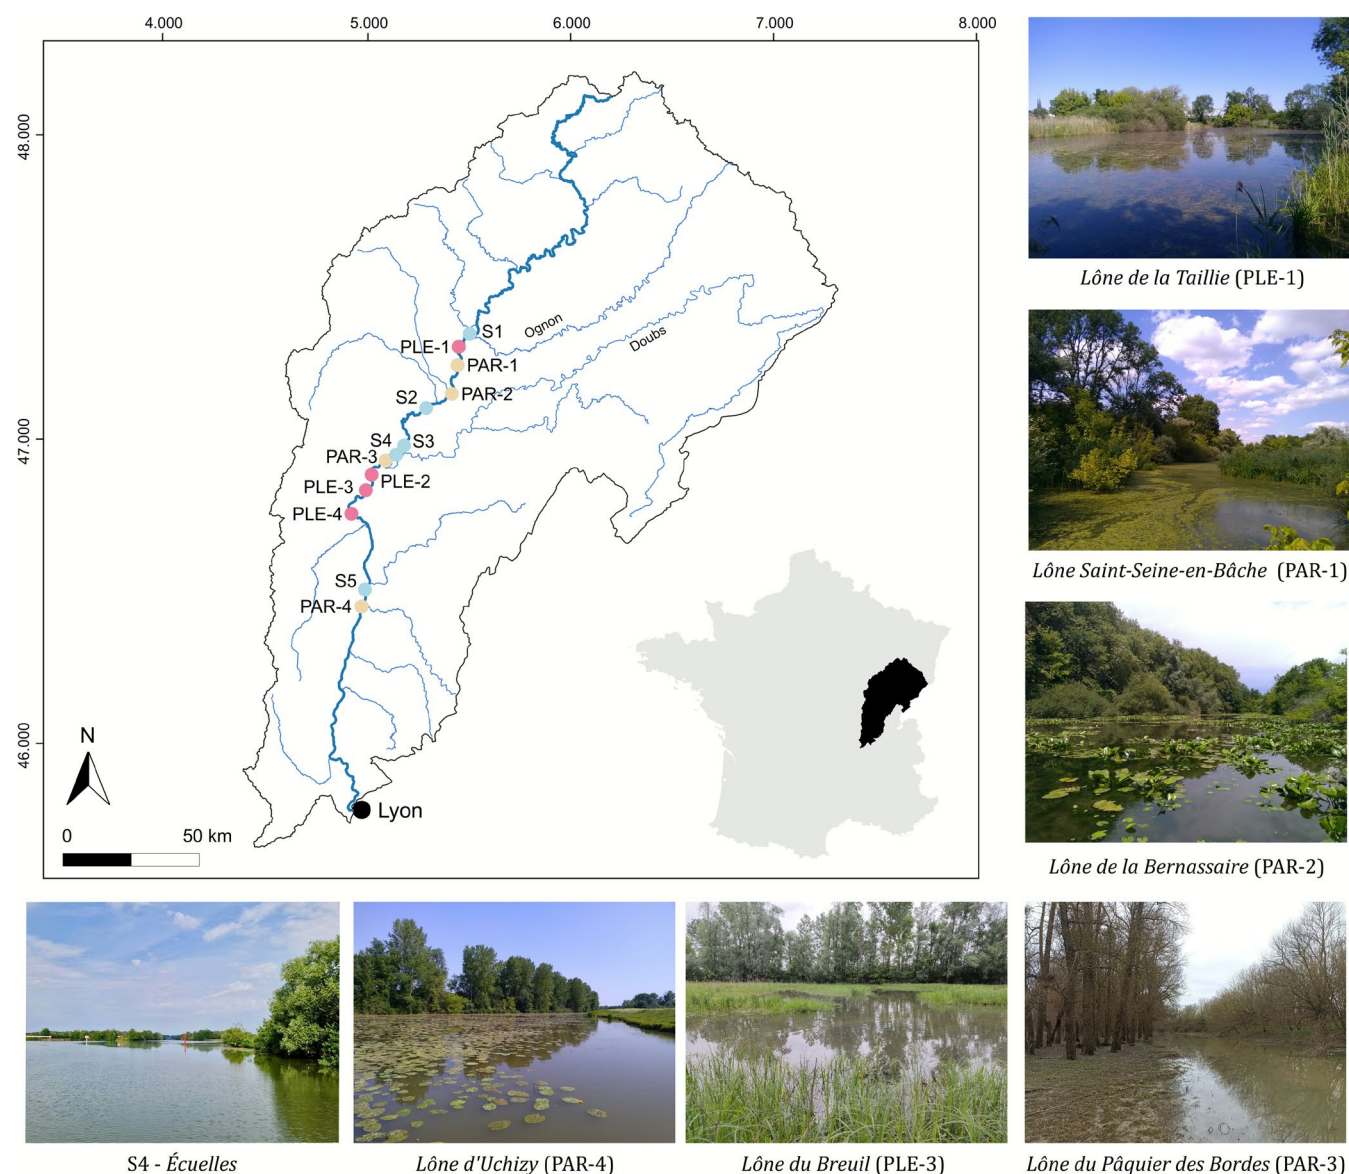 4.000 5.000 6.000 7.000 8.000
48.000
47.000
46.000
Ognon
Doubs
S1
PLE-1
PAR-1
PAR-2
S2
S4 S3
PAR-3
PLE-2
PLE-3
PLE-4
S5
PAR-4
N
Lyon
0 50 km
Lône de la Taillie (PLE-1)
Lône Saint-Seine-en-Bâche (PAR-1)
Lône de la Bernassaire (PAR-2)
S4 - Écuelles
Lône d'Uchizy (PAR-4)
Lône du Breuil (PLE-3)
Lône du Pâquier des Bordes (PAR-3)